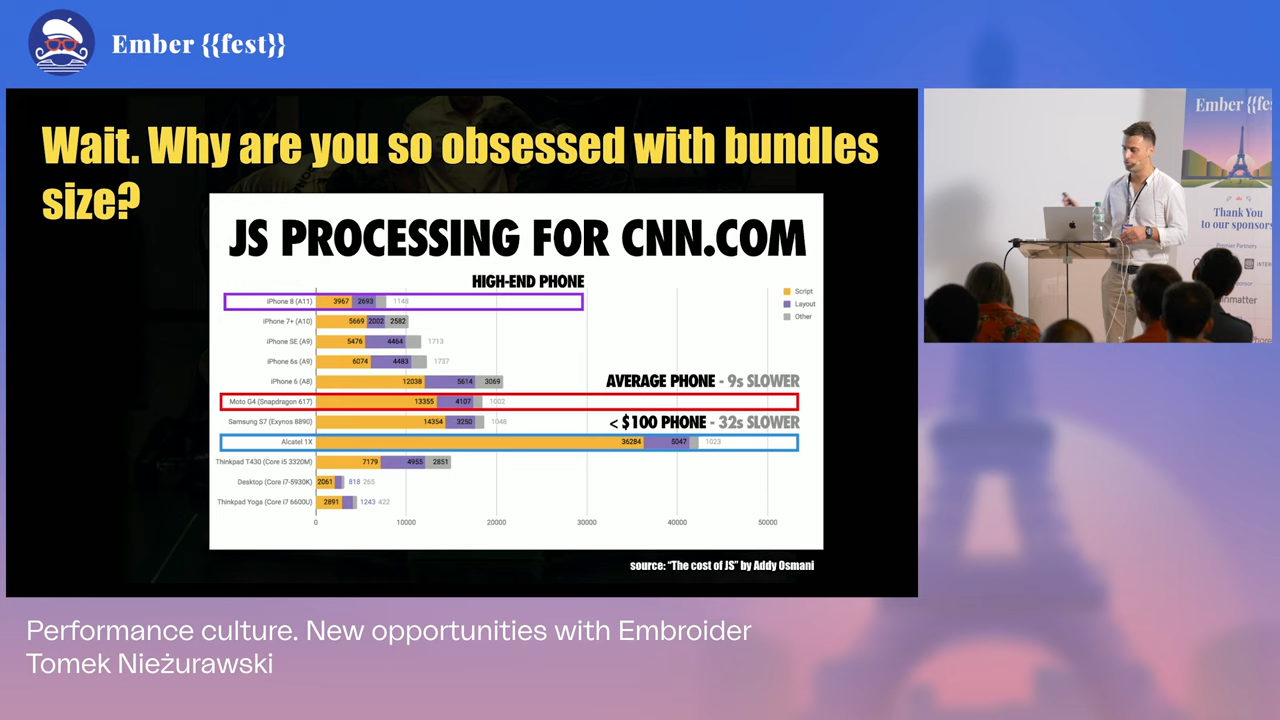 Ember {{fest}}
Wait. Why are you so obsessed with bundles
size?
JS PROCESSING FOR CNN.COM
HIGH-END PHONE
iPhone 8 (A11) 3967 2693 1148
Script
Layout
Other
iPhone 7+ (A10) 5669 2002 2582
iPhone SE (A9) 5476 4464 1713
iPhone 6s (A9) 6074 4483 1737
iPhone 6 (A8) 12038 5614 3069
AVERAGE PHONE - 9s SLOWER
Moto G4 (Snapdragon 617) 13355 4107 1002
Samsung S7 (Exynos 8890) 14354 3250 1048
< $100 PHONE - 32s SLOWER
Alcatel 1X 36284 5047 1023
Thinkpad T430 (Core i5 3320M) 7179 4955 2851
Desktop (Core i7-5930K) 2061 818 265
Thinkpad Yoga (Core i7 6600U) 2891 1243 422
0 10000 20000 30000 40000 50000
source: "The cost of JS" by Addy Osmani
Ember {{fes
Thank You
to our sponsors
Premier Partners
Performance culture. New opportunities with Embroider
Tomek Nieżurawski